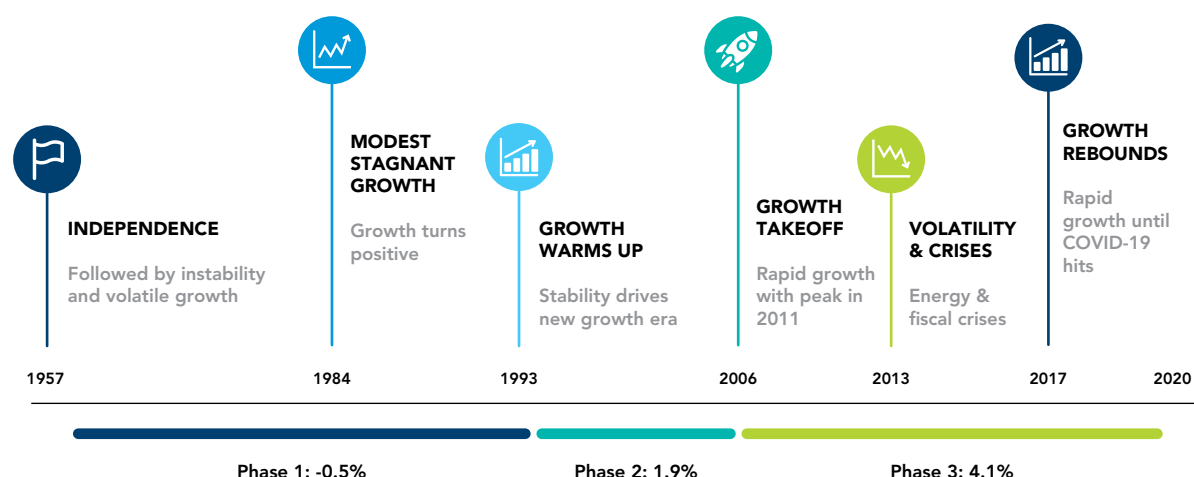 INDEPENDENCE
Followed by instability
and volatile growth
MODEST
STAGNANT
GROWTH
Growth turns
positive
GROWTH
WARMS UP
Stability drives
new growth era
GROWTH
TAKEOFF
Rapid growth
with peak in
2011
VOLATILITY
& CRISES
Energy &
fiscal crises
GROWTH
REBOUNDS
Rapid
growth until
COVID-19
hits
1957 1984 1993 2006 2013 2017 2020
Phase 1: -0.5% Phase 2: 1.9% Phase 3: 4.1%